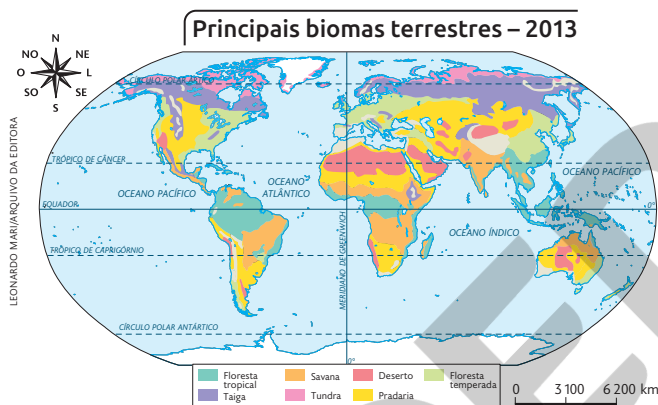 Principais biomas terrestres – 2013
N
NO NE
O L
SO SE
S
LEONARDO MARI/ARQUIVO DA EDITORA
CÍRCULO POLAR ÁRTICO
TRÓPICO DE CÂNCER
OCEANO PACÍFICO
OCEANO
ATLÂNTICO
OCEANO PACÍFICO
EQUADOR
0°
OCEANO ÍNDICO
MERIDIANO DE GREENWICH
TRÓPICO DE CAPRICÓRNIO
CÍRCULO POLAR ANTÁRTICO
0°
Floresta
tropical
Savana
Deserto
Floresta
temperada
Taiga
Tundra
Pradaria
0 3 100 6 200 km